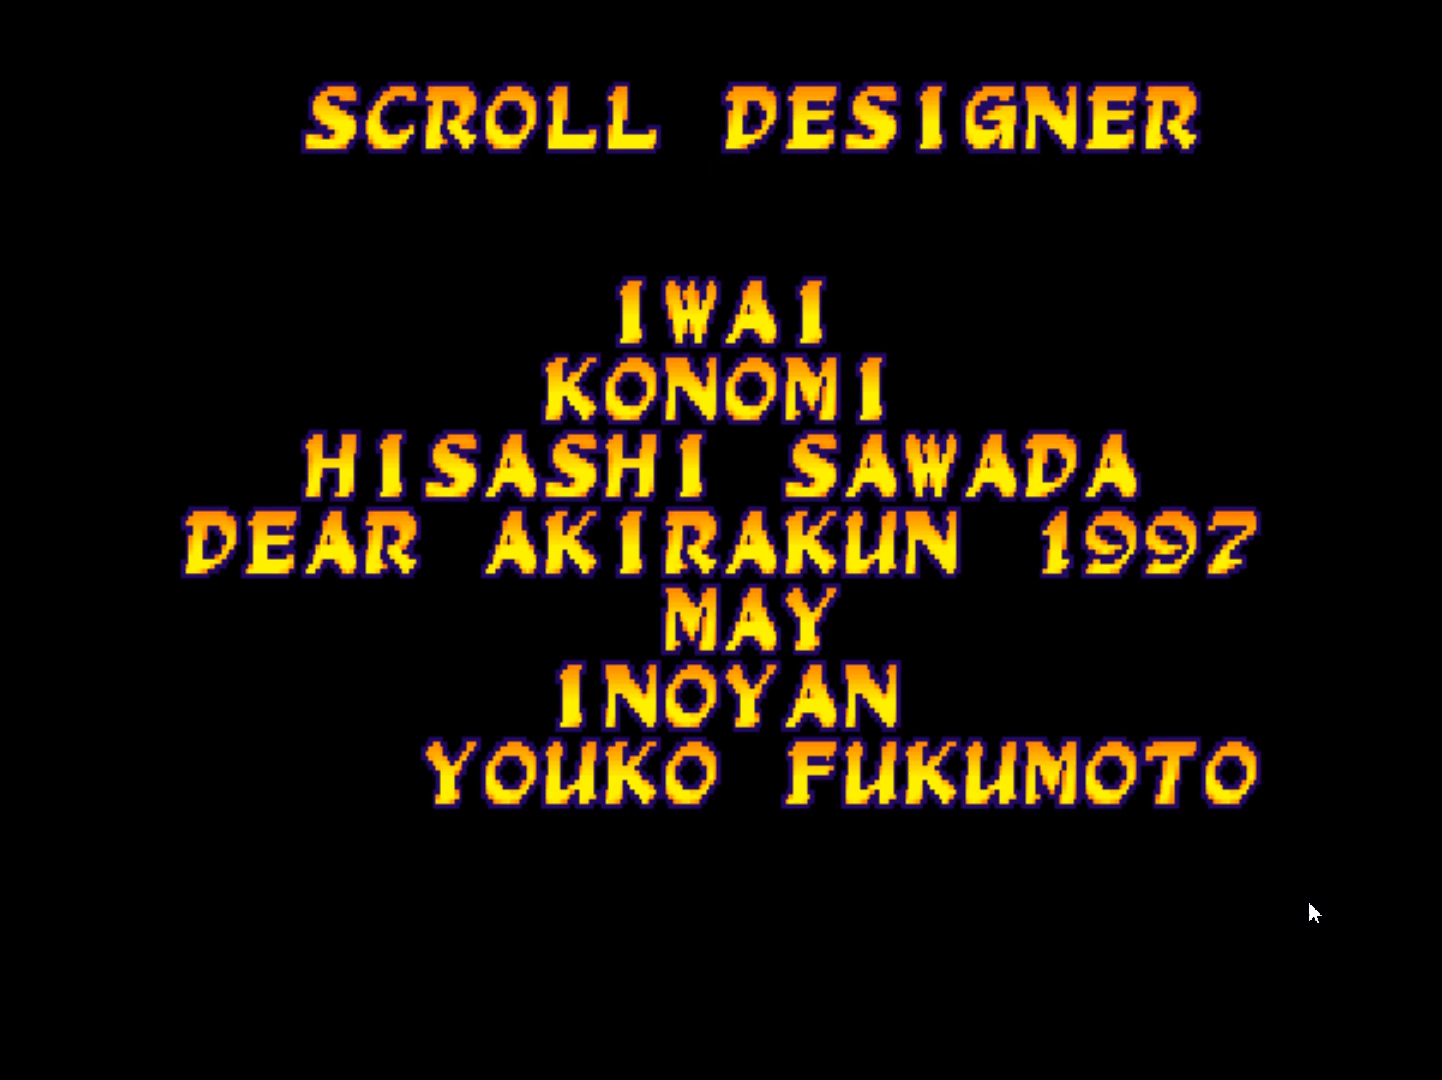 SCROLL DESIGNER
IWAI
KONOMI
HISASHI SAWADA
DEAR AKIRAKUN 1997
MAY
INOYAN
YOUKO FUKUMOTO